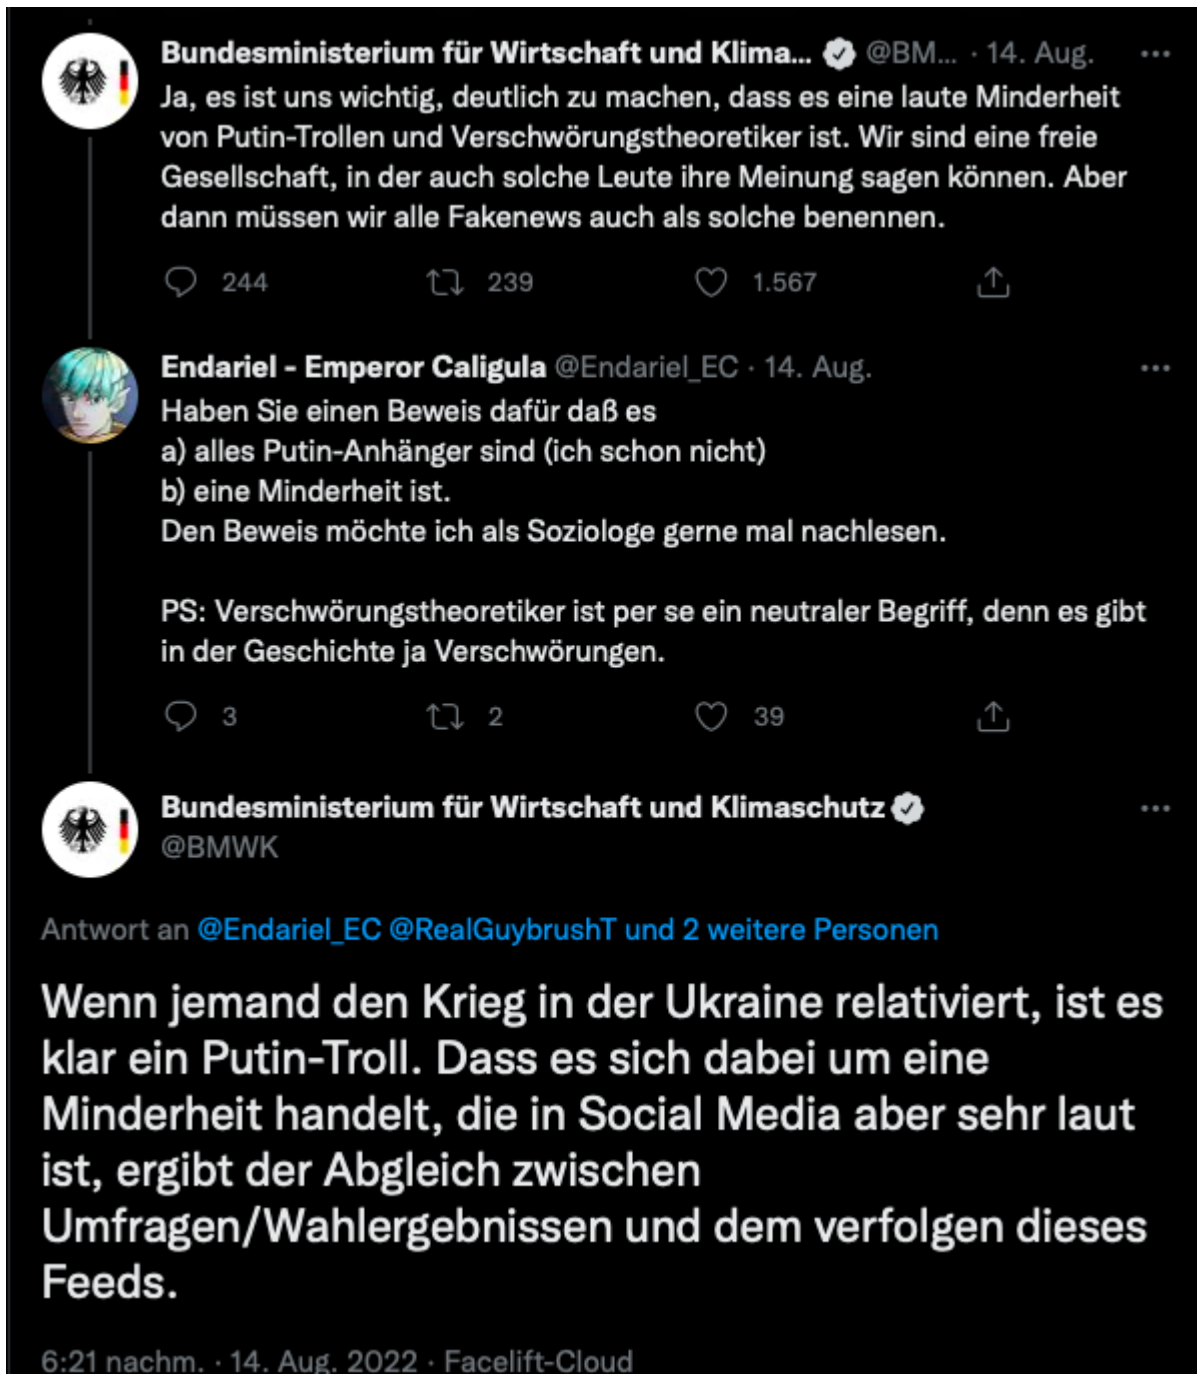 Bundesministerium für Wirtschaft und Klima... @BM... · 14. Aug.
Ja, es ist uns wichtig, deutlich zu machen, dass es eine laute Minderheit
von Putin-Trollen und Verschwörungstheoretiker ist. Wir sind eine freie
Gesellschaft, in der auch solche Leute ihre Meinung sagen können. Aber
dann müssen wir alle Fakenews auch als solche benennen.
244 239 1.567
Endariel - Emperor Caligula @Endariel_EC · 14. Aug.
Haben Sie einen Beweis dafür daß es
a) alles Putin-Anhänger sind (ich schon nicht)
b) eine Minderheit ist.
Den Beweis möchte ich als Soziologe gerne mal nachlesen.
PS: Verschwörungstheoretiker ist per se ein neutraler Begriff, denn es gibt
in der Geschichte ja Verschwörungen.
3 2 39
Bundesministerium für Wirtschaft und Klimaschutz
@BMWK
Antwort an @Endariel_EC @RealGuybrushT und 2 weitere Personen
Wenn jemand den Krieg in der Ukraine relativiert, ist es
klar ein Putin-Troll. Dass es sich dabei um eine
Minderheit handelt, die in Social Media aber sehr laut
ist, ergibt der Abgleich zwischen
Umfragen/Wahlergebnissen und dem verfolgen dieses
Feeds.
6:21 nachm. · 14. Aug. 2022 · Facelift-Cloud